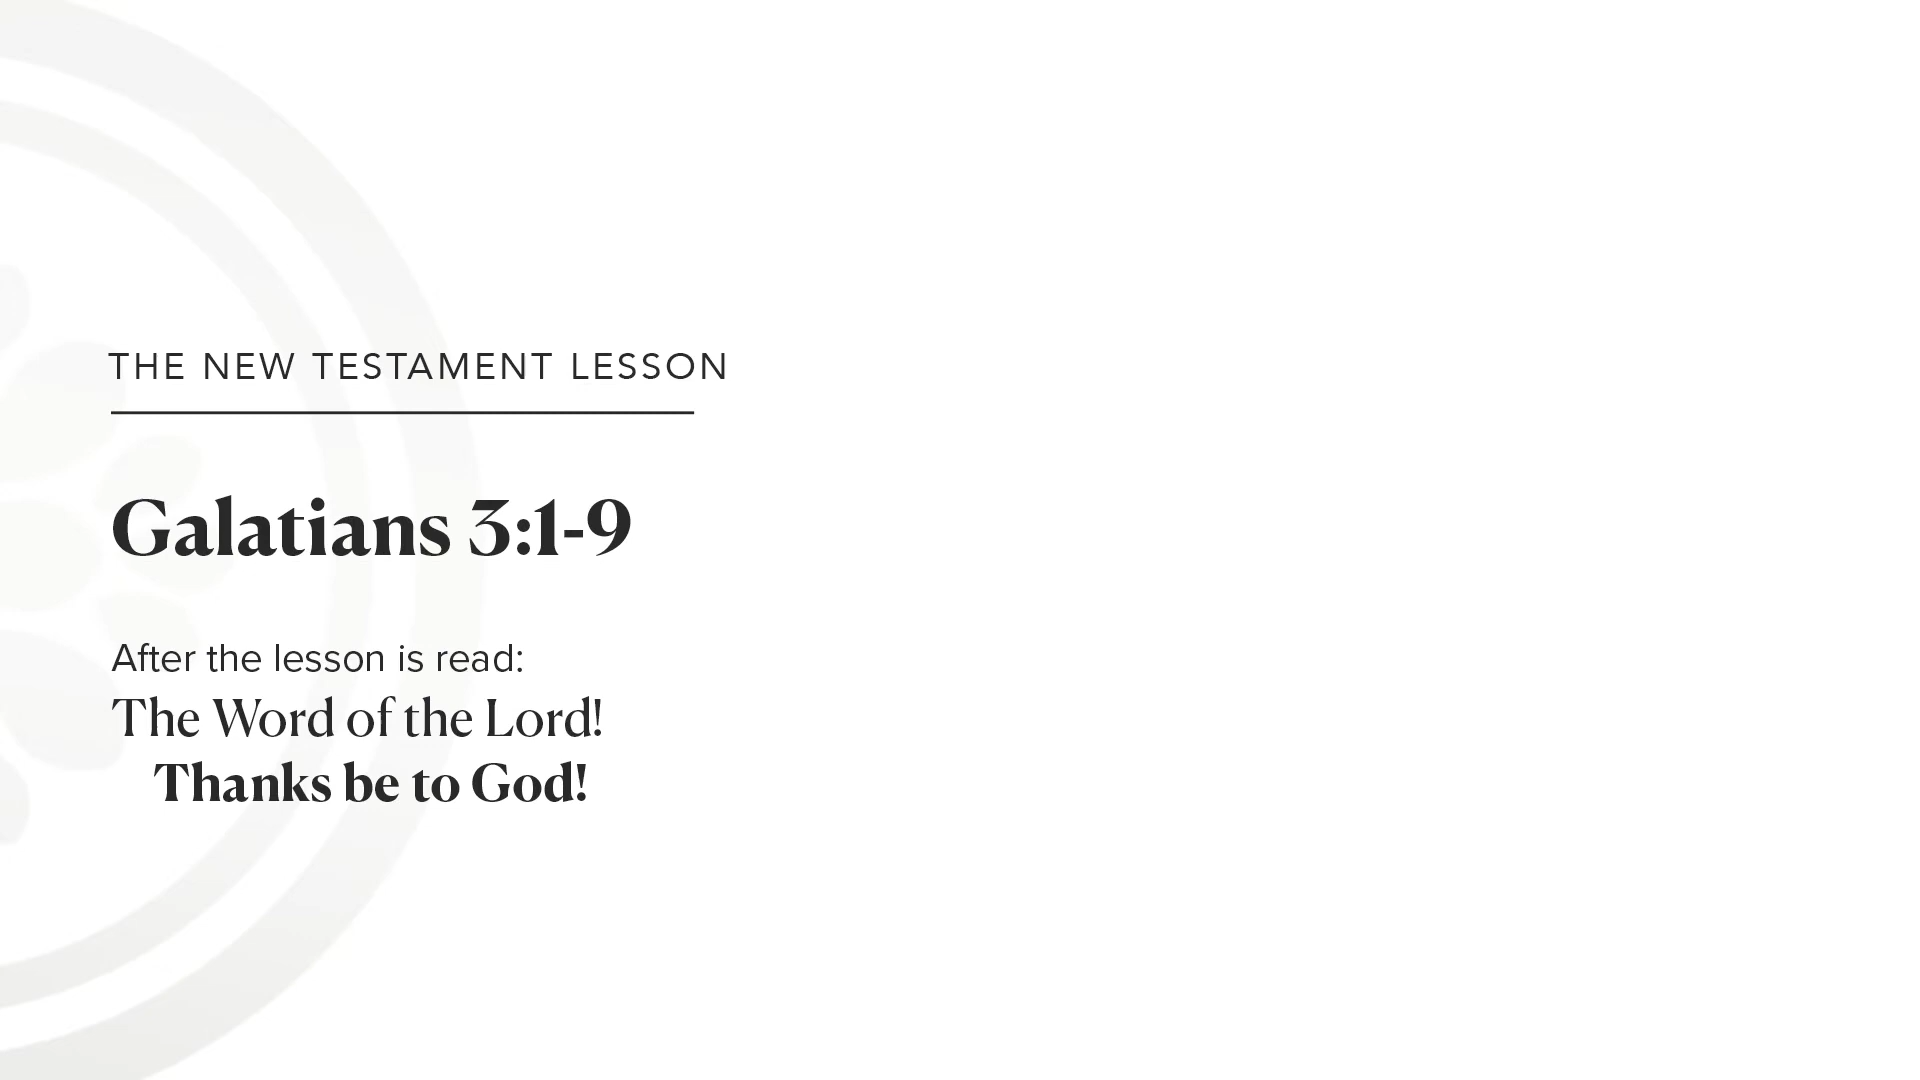 THE NEW TESTAMENT LESSON
Galatians 3:1-9
After the lesson is read:
The Word of the Lord!
Thanks be to God!